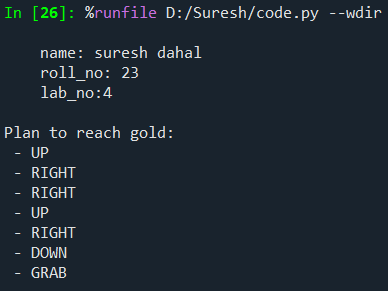 In [26]: %runfile D:/Suresh/code.py --wdir
name: suresh dahal
roll_no: 23
lab_no:4
Plan to reach gold:
- UP
- RIGHT
- RIGHT
- UP
- RIGHT
- DOWN
- GRAB